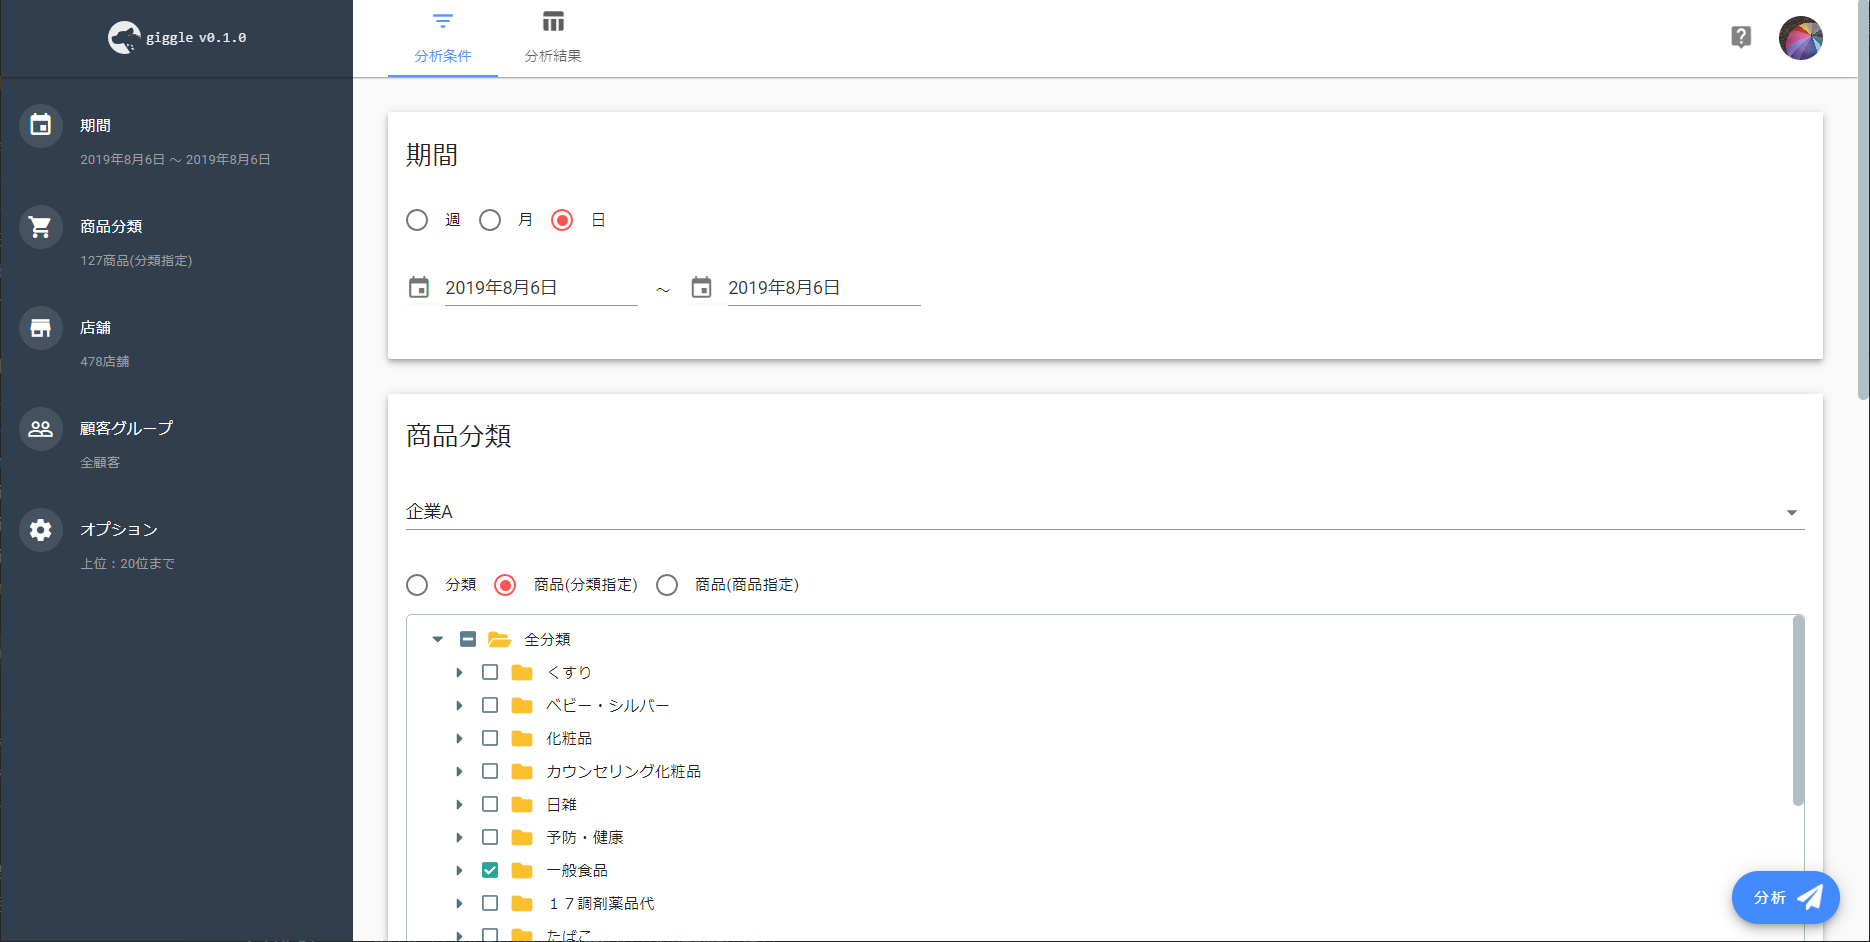 giggle v0.1.0
分析条件
分析結果
期間
2019年8月6日 ～ 2019年8月6日
商品分類
127商品(分類指定)
店舗
478店舗
顧客グループ
全顧客
オプション
上位：20位まで
期間
週 月 日
2019年8月6日 ～ 2019年8月6日
商品分類
企業A
分類 商品(分類指定) 商品(商品指定)
全分類
くすり
ベビー・シルバー
化粧品
カウンセリング化粧品
日雑
予防・健康
一般食品
１７調剤薬品代
たばこ
分析